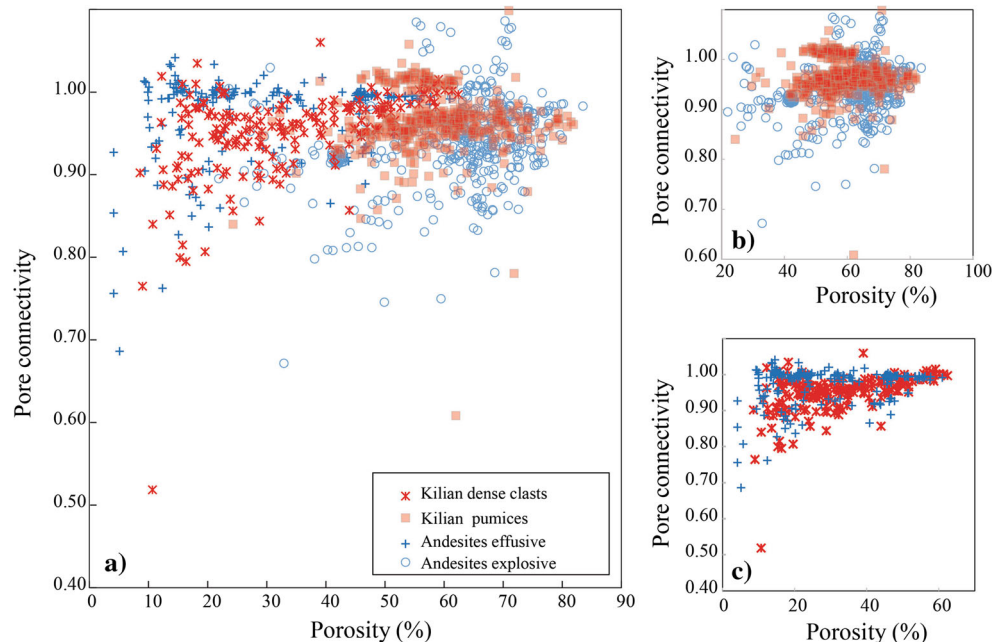 1.00
0.90
0.80
0.70
0.60
0.50
0.40
Pore connectivity
a)
Kilian dense clasts
Kilian pumices
Andesites effusive
Andesites explosive
0 10 20 30 40 50 60 70 80 90
Porosity (%)
1.00
0.90
0.80
0.70
0.60
Pore connectivity
b)
20 40 60 80 100
Porosity (%)
1.00
0.90
0.80
0.70
0.60
0.50
0.40
Pore connectivity
c)
0 20 40 60
Porosity (%)